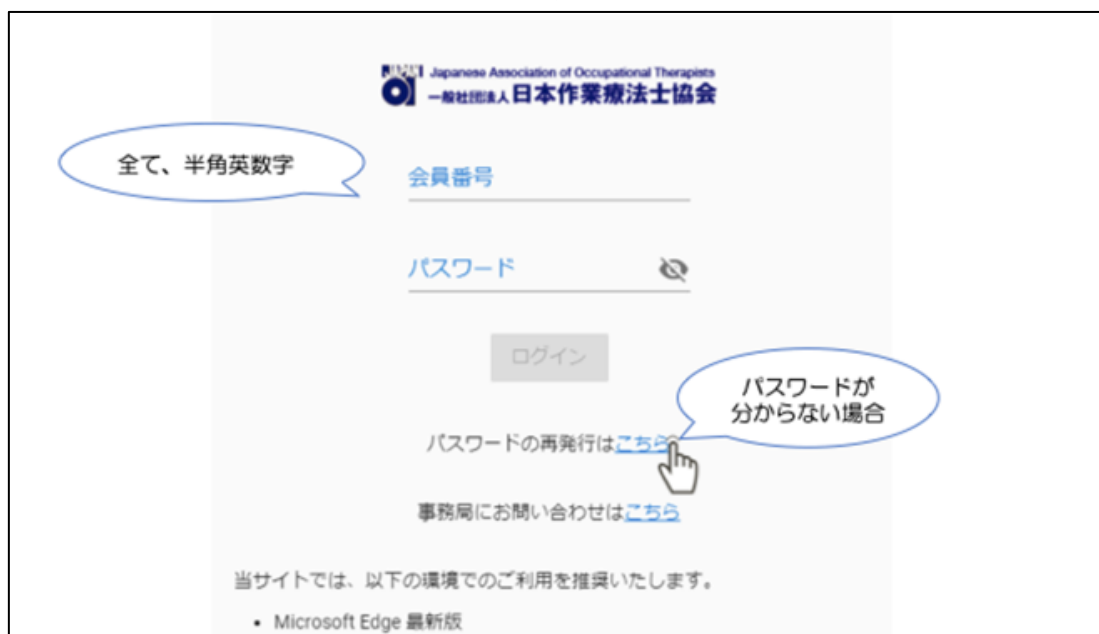 JAPAN Japanese Association of Occupational Therapists
一般社団法人日本作業療法士協会
全て、半角英数字
会員番号
パスワード
ログイン
パスワードが
分からない場合
パスワードの再発行はこちら
事務局にお問い合わせはこちら
当サイトでは、以下の環境でのご利用を推奨いたします。
• Microsoft Edge 最新版